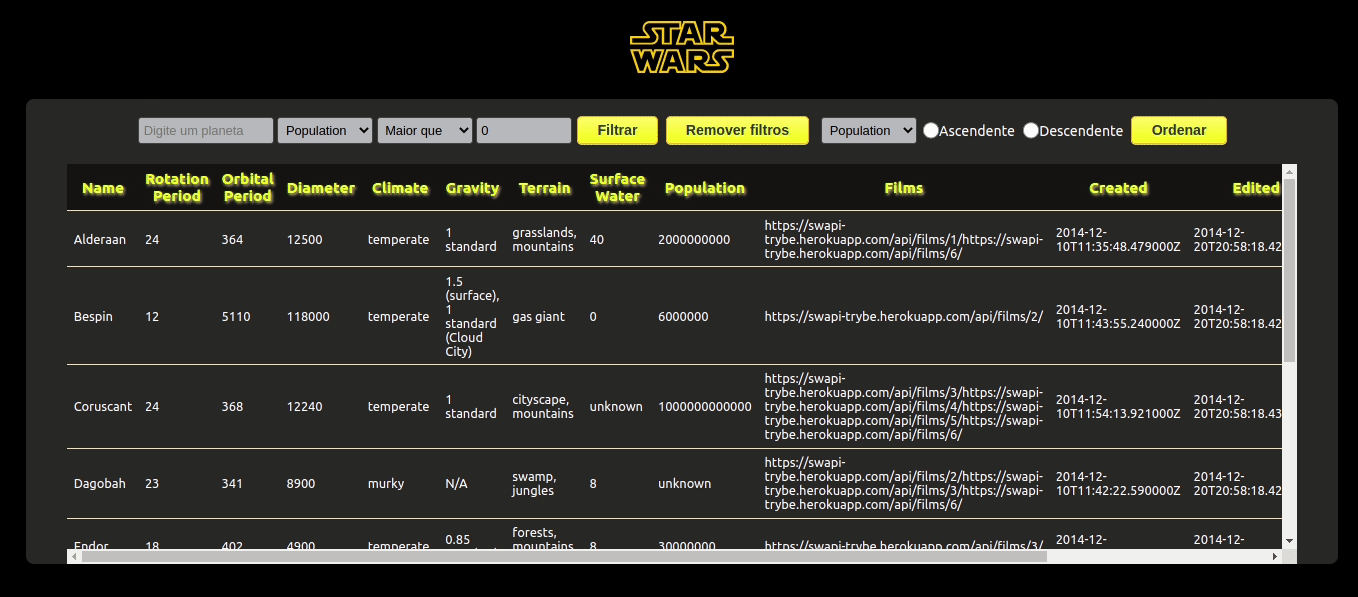 STAR
WARS
Digite um planeta Population Maior que 0 Filtrar Remover filtros Population Ascendente Descendente Ordenar
Name Rotation Period Orbital Period Diameter Climate Gravity Terrain Surface Water Population Films Created Edited
Alderaan 24 364 12500 temperate 1 standard grasslands, mountains 40 2000000000 https://swapi-trybe.herokuapp.com/api/films/1/https://swapi-trybe.herokuapp.com/api/films/6/ 2014-12-10T11:35:48.479000Z 2014-12-20T20:58:18.42
Bespin 12 5110 118000 temperate 1.5 (surface), 1 standard (Cloud City) gas giant 0 6000000 https://swapi-trybe.herokuapp.com/api/films/2/ 2014-12-10T11:43:55.240000Z 2014-12-20T20:58:18.42
Coruscant 24 368 12240 temperate 1 standard cityscape, mountains unknown 1000000000000 https://swapi-trybe.herokuapp.com/api/films/3/https://swapi-trybe.herokuapp.com/api/films/4/https://swapi-trybe.herokuapp.com/api/films/5/https://swapi-trybe.herokuapp.com/api/films/6/ 2014-12-10T11:54:13.921000Z 2014-12-20T20:58:18.43
Dagobah 23 341 8900 murky N/A swamp, jungles 8 unknown https://swapi-trybe.herokuapp.com/api/films/2/https://swapi-trybe.herokuapp.com/api/films/3/https://swapi-trybe.herokuapp.com/api/films/6/ 2014-12-10T11:42:22.590000Z 2014-12-20T20:58:18.42
Endor 18 402 4900 temperate 0.85 forests, mountains 8 30000000 https://swapi-trybe.herokuapp.com/api/films/3/ 2014-12- 2014-12-